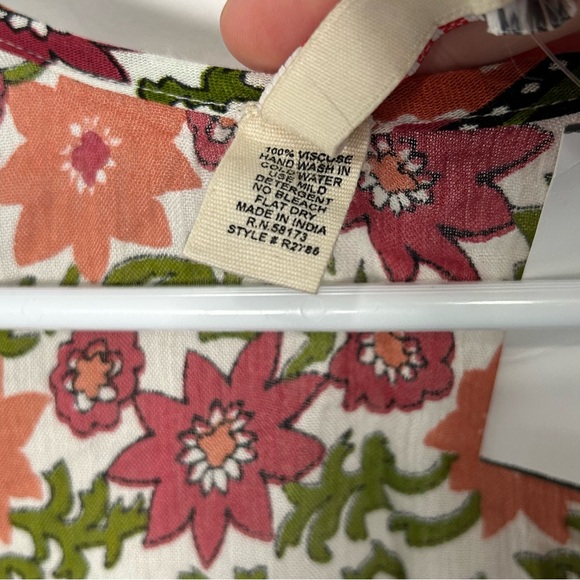 100% VISCOSE
HAND WASH IN
COLD WATER
USE MILD
DETERGENT
NO BLEACH
FLAT DRY
MADE IN INDIA
R.N.58173
STYLE # R2785